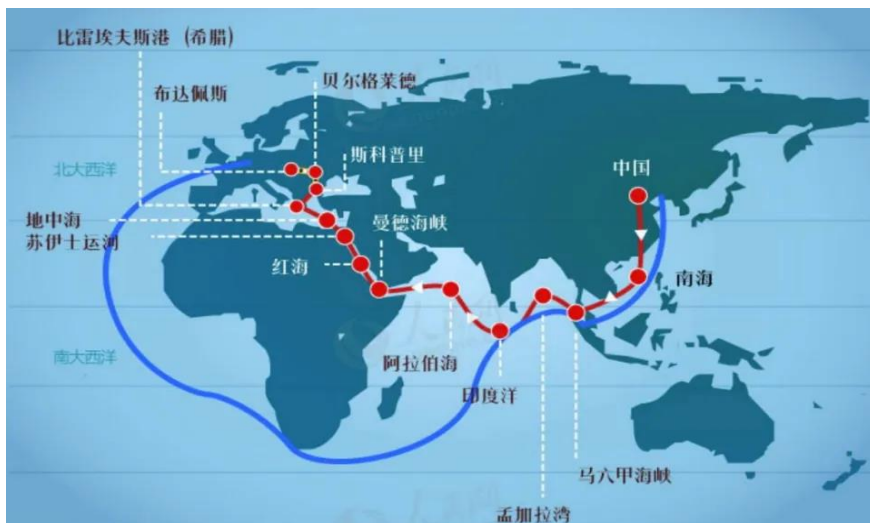 比雷埃夫斯港 (希腊)
贝尔格莱德
布达佩斯
斯科普里
中国
北大西洋
地中海
曼德海峡
苏伊士运河
红海
南海
南大西洋
阿拉伯海
印度洋
马六甲海峡
孟加拉湾